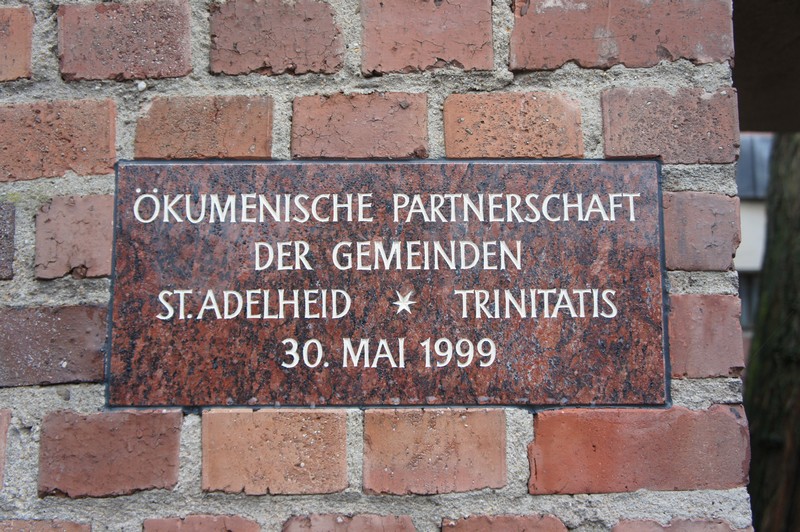 ÖKUMENISCHE PARTNERSCHAFT
DER GEMEINDEN
ST. ADELHEID ✶ TRINITATIS
30. MAI 1999